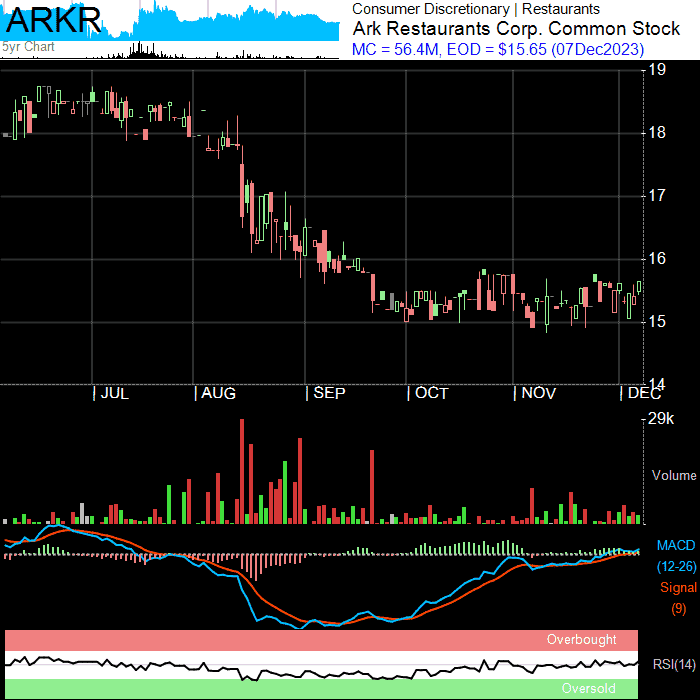 ARKR
5yr Chart
Consumer Discretionary | Restaurants
Ark Restaurants Corp. Common Stock
MC = 56.4M, EOD = $15.65 (07Dec2023)
19
18
17
16
15
14
| JUL | AUG | SEP | OCT | NOV | DEC
29k
Volume
MACD
(12-26)
Signal
(9)
Overbought
RSI(14)
Oversold